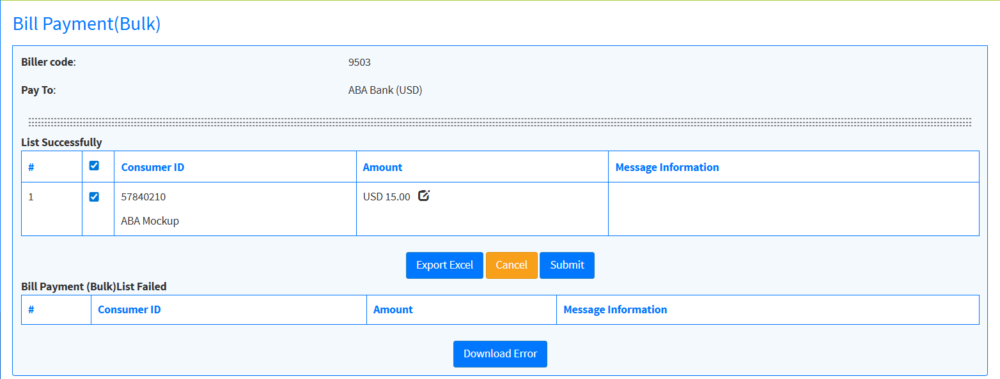 Bill Payment(Bulk)
Biller code: 9503
Pay To: ABA Bank (USD)
List Successfully
# Consumer ID Amount Message Information
1 57840210 USD 15.00
ABA Mockup
Export Excel Cancel Submit
Bill Payment (Bulk)List Failed
# Consumer ID Amount Message Information
Download Error